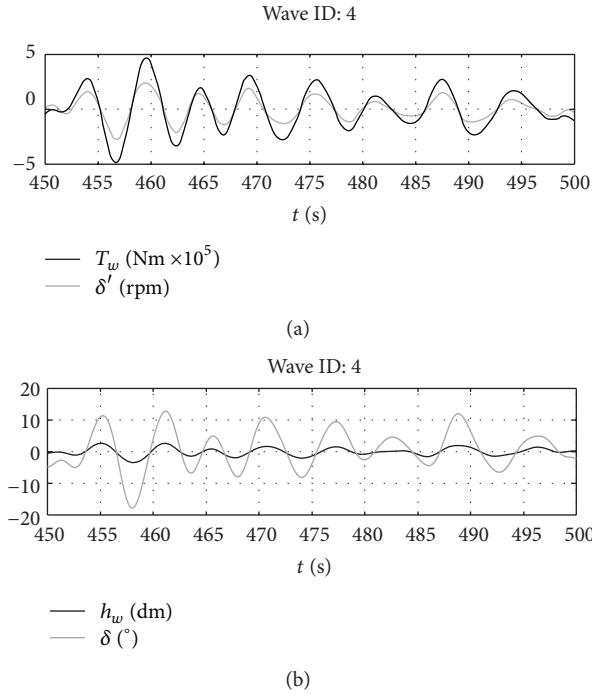 Wave ID: 4
5
0
−5
450 455 460 465 470 475 480 485 490 495 500
t (s)
T_w (Nm ×10^5)
δ′ (rpm)
(a)
Wave ID: 4
20
10
0
−10
−20
450 455 460 465 470 475 480 485 490 495 500
t (s)
h_w (dm)
δ (°)
(b)